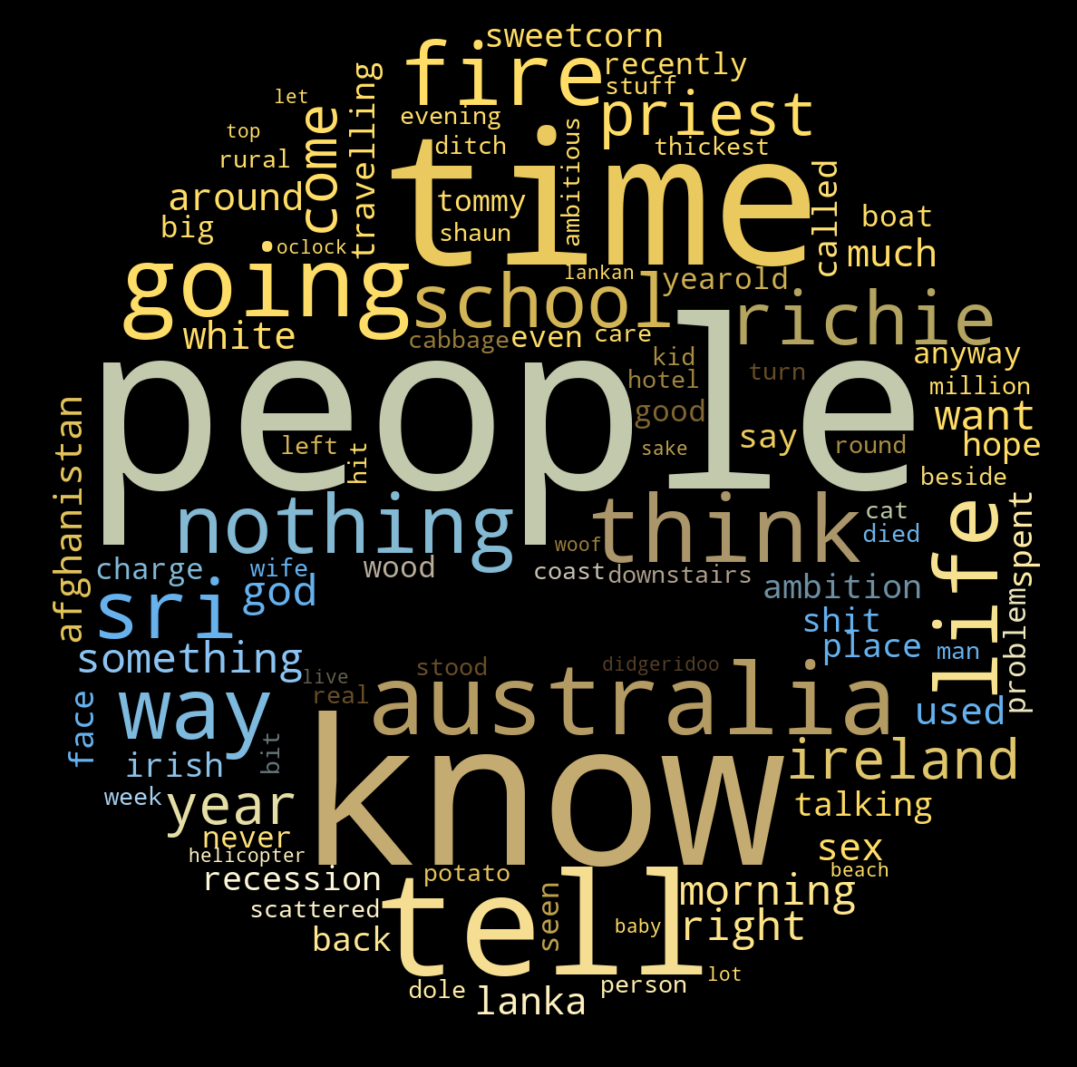 sweetcorn
fire
recently
stuff
let
come
travelling
evening
priest
top
ditch
time
ambitious
thickest
rural
around
tommy
called
boat
big
shaun
much
oclock
going
lankan
school
yearold
richie
white
cabbage
even
care
people
kid
hotel
turn
anyway
million
afghanistan
good
want
left
hit
sake
say
round
hope
beside
nothing
think
cat
died
life
spent
woof
charge
wife
wood
coast
downstairs
ambition
sri
god
shit
place
man
problem
something
live
stood
didgeridoo
real
australia
used
face
way
know
irish
bit
ireland
week
year
talking
never
helicopter
sex
recession
potato
beach
scattered
tell
seen
morning
back
baby
right
dole
lanka
person
lot